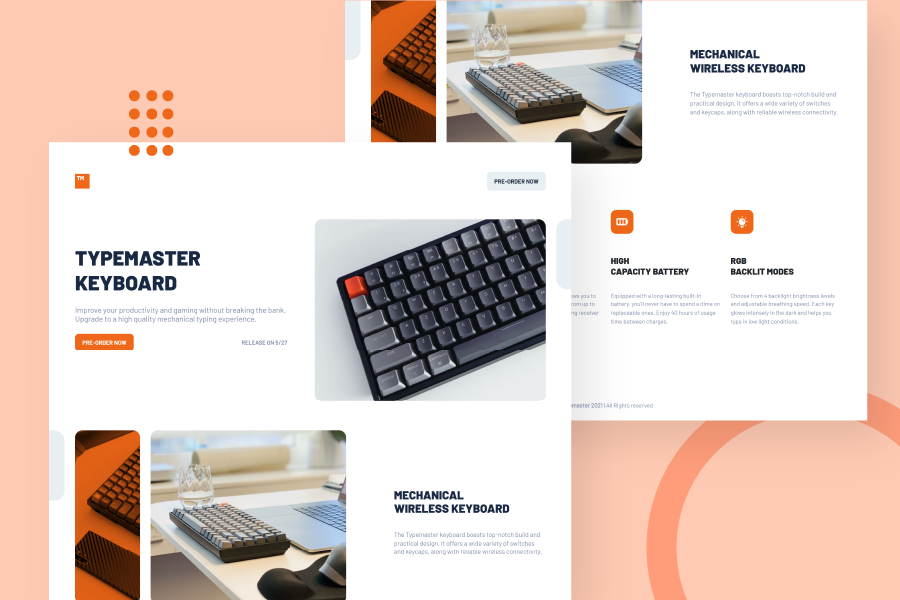 TM
PRE-ORDER NOW
TYPEMASTER
KEYBOARD
Improve your productivity and gaming without breaking the bank.
Upgrade to a high quality mechanical typing experience.
PRE-ORDER NOW
RELEASE ON 5/27
MECHANICAL
WIRELESS KEYBOARD
The Typemaster keyboard boasts top-notch build and
practical design. It offers a wide variety of switches
and keycaps, along with reliable wireless connectivity.
MECHANICAL
WIRELESS KEYBOARD
The Typemaster keyboard boasts top-notch build and
practical design. It offers a wide variety of switches
and keycaps, along with reliable wireless connectivity.
ows you to
rom up to
ng receiver
HIGH
CAPACITY BATTERY
Equipped with a long-lasting built-in
battery, you'll never have to spend a dime on
replaceable ones. Enjoy 40 hours of usage
time between charges.
RGB
BACKLIT MODES
Choose from 4 backlight brightness levels
and adjustable breathing speed. Each key
glows intensely in the dark and helps you
type in low light conditions.
emaster 2021 | All Rights reserved